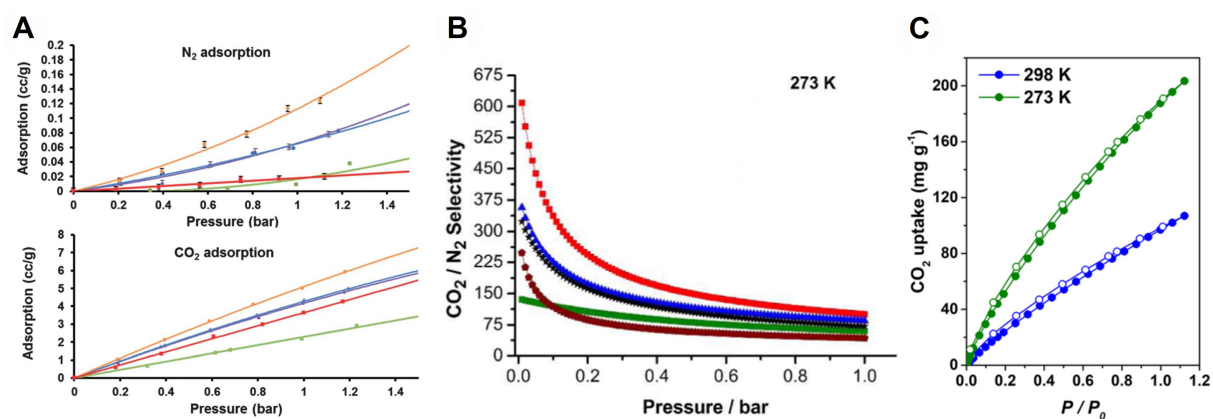 A
N₂ adsorption
Adsorption (cc/g)
0.2
0.18
0.16
0.14
0.12
0.1
0.08
0.06
0.04
0.02
0
0 0.2 0.4 0.6 0.8 1 1.2 1.4
Pressure (bar)
CO₂ adsorption
Adsorption (cc/g)
8
7
6
5
4
3
2
1
0
0 0.2 0.4 0.6 0.8 1 1.2 1.4
Pressure (bar)
B
273 K
CO₂ / N₂ Selectivity
675
600
525
450
375
300
225
150
75
0
0.0 0.2 0.4 0.6 0.8 1.0
Pressure / bar
C
298 K
273 K
CO₂ uptake (mg g⁻¹)
200
160
120
80
40
0
0.0 0.2 0.4 0.6 0.8 1.0 1.2
P / P₀